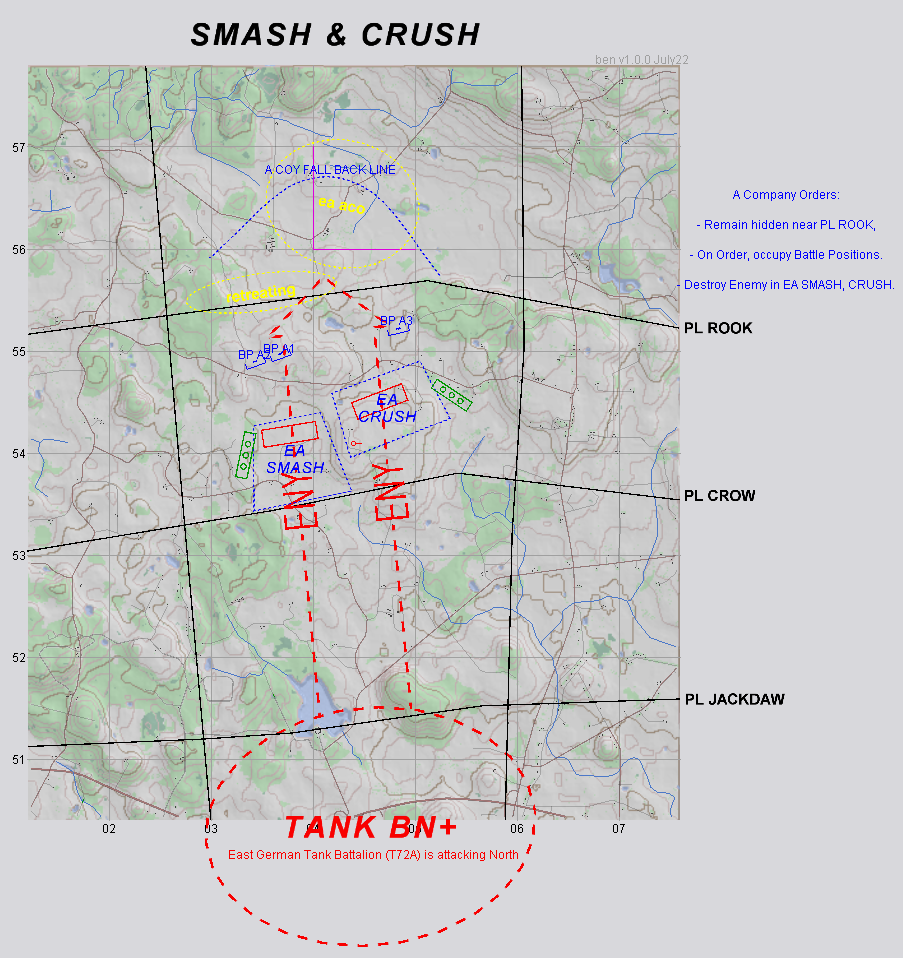 SMASH & CRUSH
ben v1.0.0 July22
57
A COY FALL BACK LINE
A Company Orders:
ea aco
- Remain hidden near PL ROOK,
56
- On Order, occupy Battle Positions.
- Destroy Enemy in EA SMASH, CRUSH.
retreating
BP A3
PL ROOK
55
BP A2
BP A1
EA
CRUSH
54
EA
SMASH
ENY
ENY
PL CROW
53
52
PL JACKDAW
51
02
03
04
05
06
07
TANK BN+
East German Tank Battalion (T72A) is attacking North